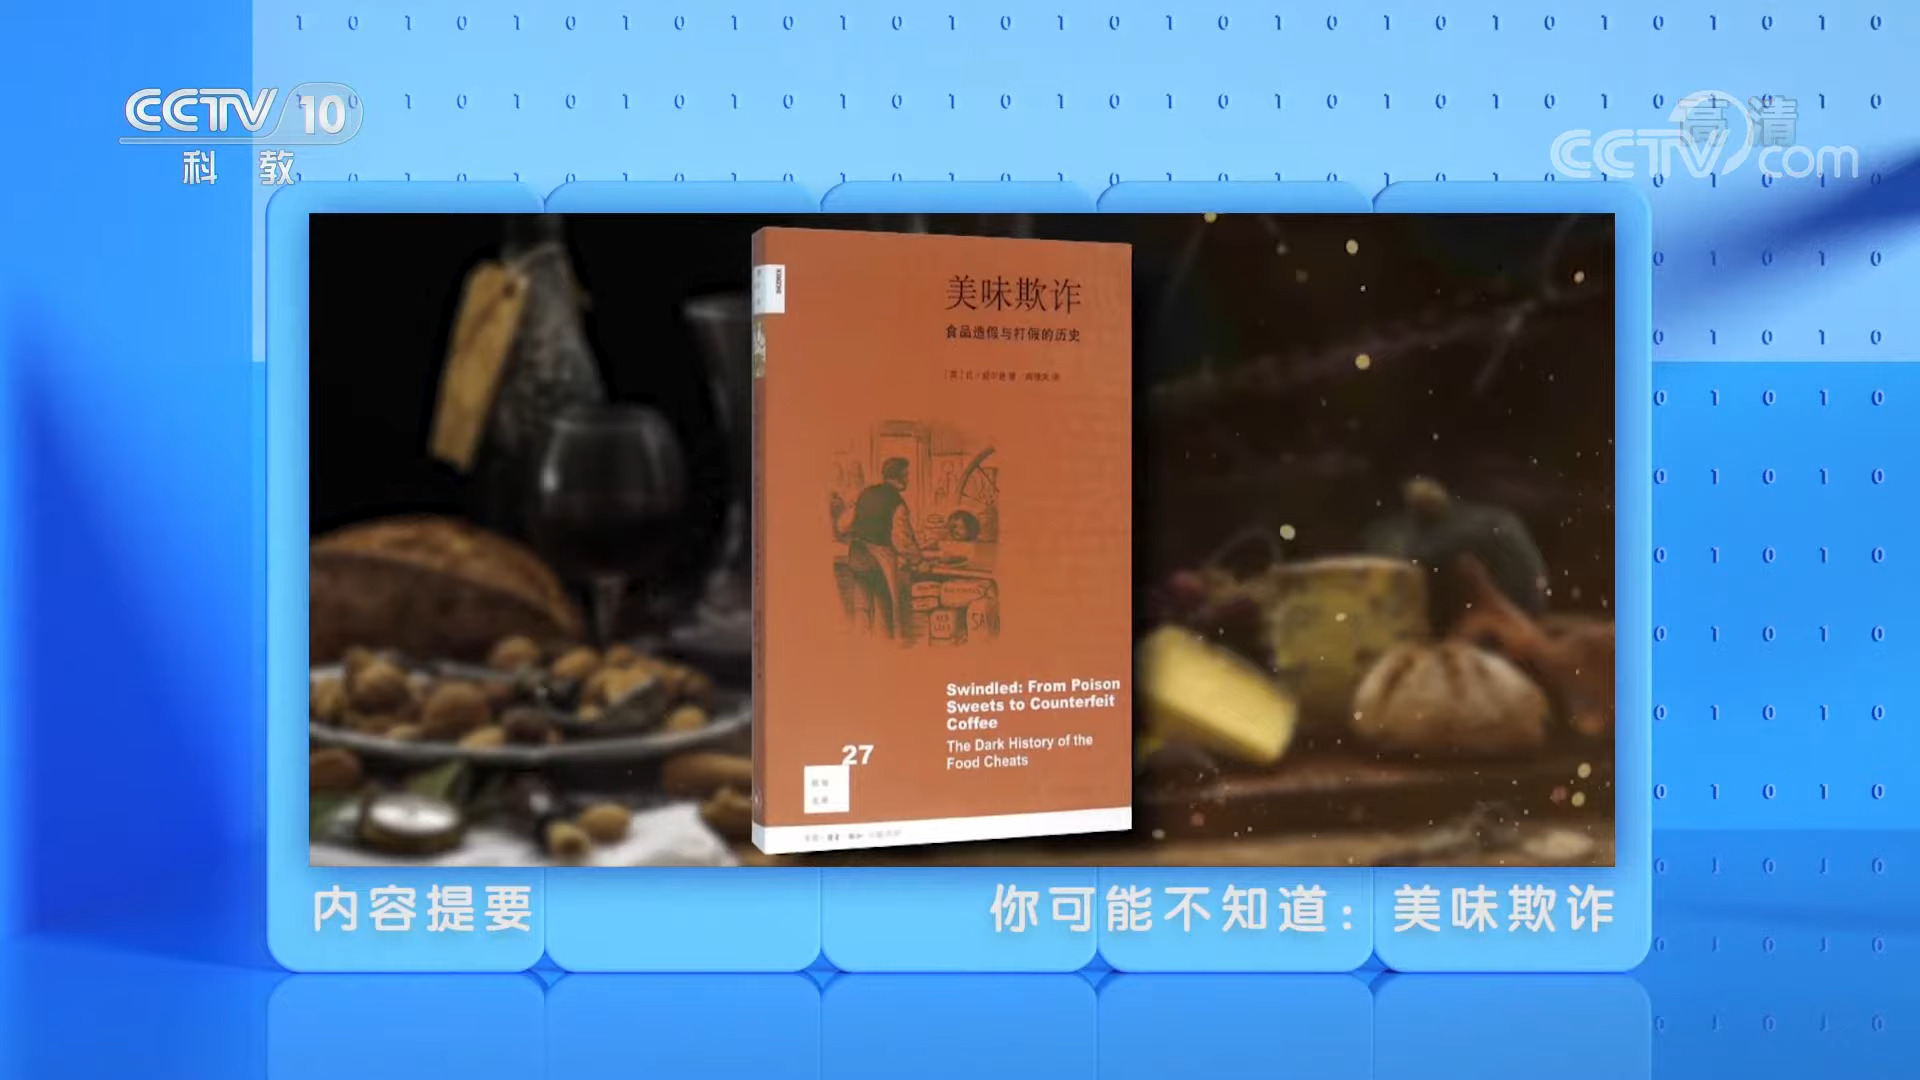 CCTV 10
科 教
高清
CCTV com
美味欺诈
食品造假与打假的历史
Swindled: From Poison
Sweets to Counterfeit
Coffee
The Dark History of the
Food Cheats
27
内容提要
你可能不知道：美味欺诈